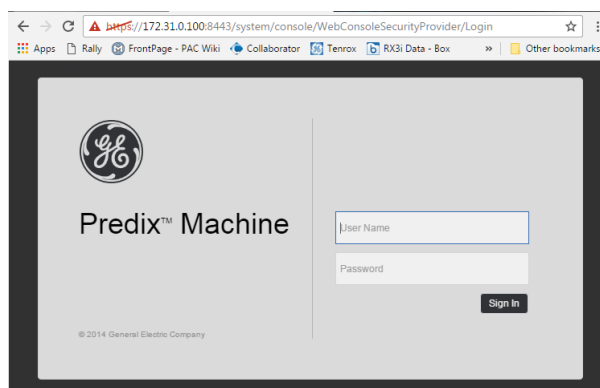 https://172.31.0.100:8443/system/console/WebConsoleSecurityProvider/Login
Apps Rally FrontPage - PAC Wiki Collaborator Tenrox RX3i Data - Box » Other bookmarks
GE
Predix™ Machine
User Name
Password
Sign In
© 2014 General Electric Company